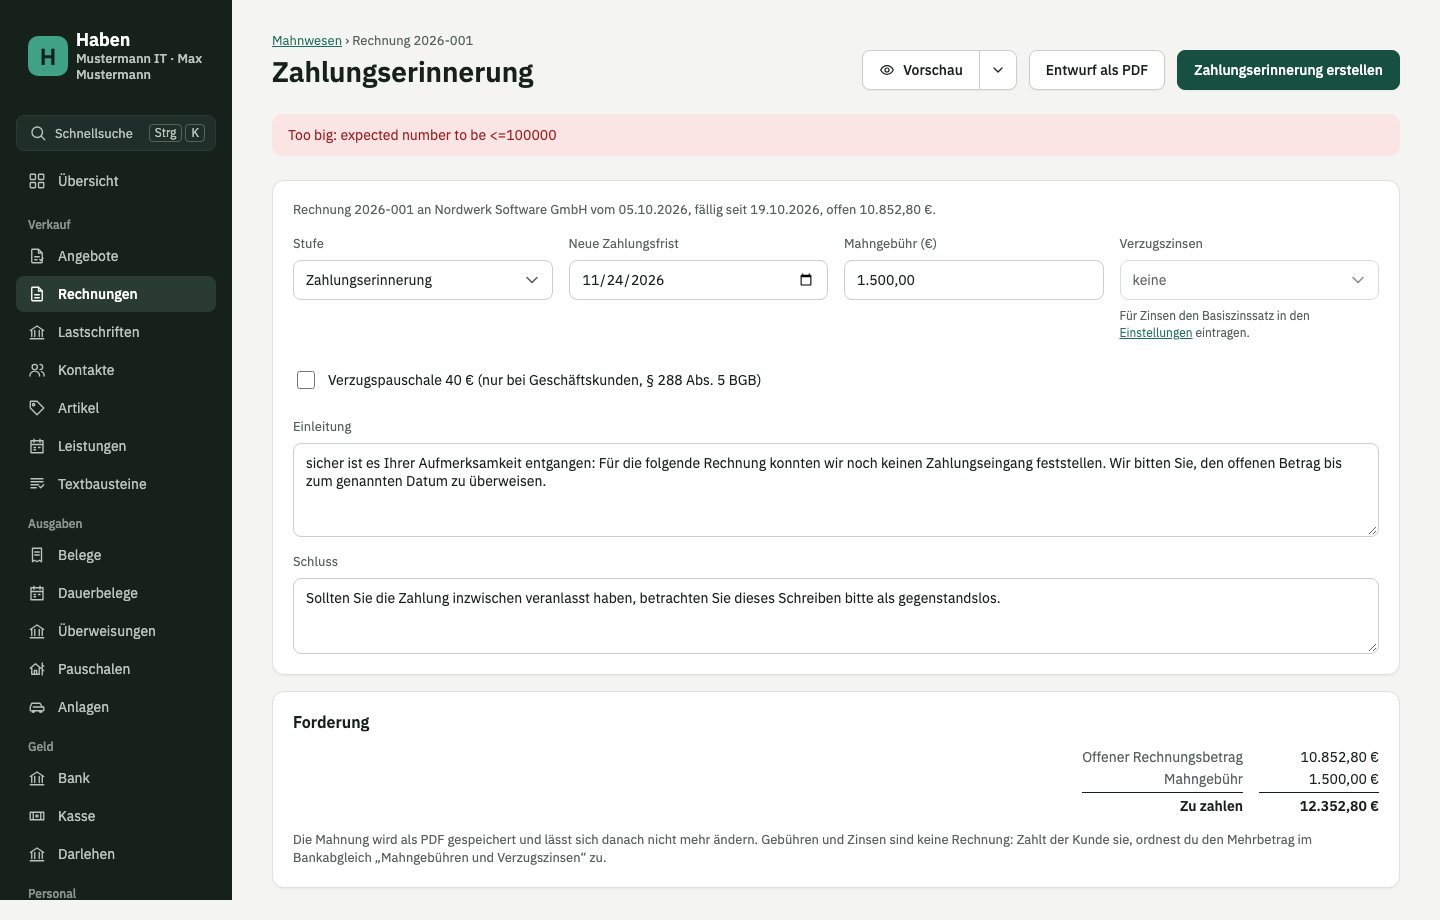 H
Haben
Mustermann IT · Max
Mustermann
Schnellsuche Strg K
Übersicht
Verkauf
Angebote
Rechnungen
Lastschriften
Kontakte
Artikel
Leistungen
Textbausteine
Ausgaben
Belege
Dauerbelege
Überweisungen
Pauschalen
Anlagen
Geld
Bank
Kasse
Darlehen
Personal
Mahnwesen › Rechnung 2026-001
Zahlungserinnerung
Vorschau
Entwurf als PDF
Zahlungserinnerung erstellen
Too big: expected number to be <=100000
Rechnung 2026-001 an Nordwerk Software GmbH vom 05.10.2026, fällig seit 19.10.2026, offen 10.852,80 €.
Stufe
Zahlungserinnerung
Neue Zahlungsfrist
11/24/2026
Mahngebühr (€)
1.500,00
Verzugszinsen
keine
Für Zinsen den Basiszinssatz in den
Einstellungen eintragen.
Verzugspauschale 40 € (nur bei Geschäftskunden, § 288 Abs. 5 BGB)
Einleitung
sicher ist es Ihrer Aufmerksamkeit entgangen: Für die folgende Rechnung konnten wir noch keinen Zahlungseingang feststellen. Wir bitten Sie, den offenen Betrag bis
zum genannten Datum zu überweisen.
Schluss
Sollten Sie die Zahlung inzwischen veranlasst haben, betrachten Sie dieses Schreiben bitte als gegenstandslos.
Forderung
Offener Rechnungsbetrag 10.852,80 €
Mahngebühr 1.500,00 €
Zu zahlen 12.352,80 €
Die Mahnung wird als PDF gespeichert und lässt sich danach nicht mehr ändern. Gebühren und Zinsen sind keine Rechnung: Zahlt der Kunde sie, ordnest du den Mehrbetrag im
Bankabgleich „Mahngebühren und Verzugszinsen“ zu.